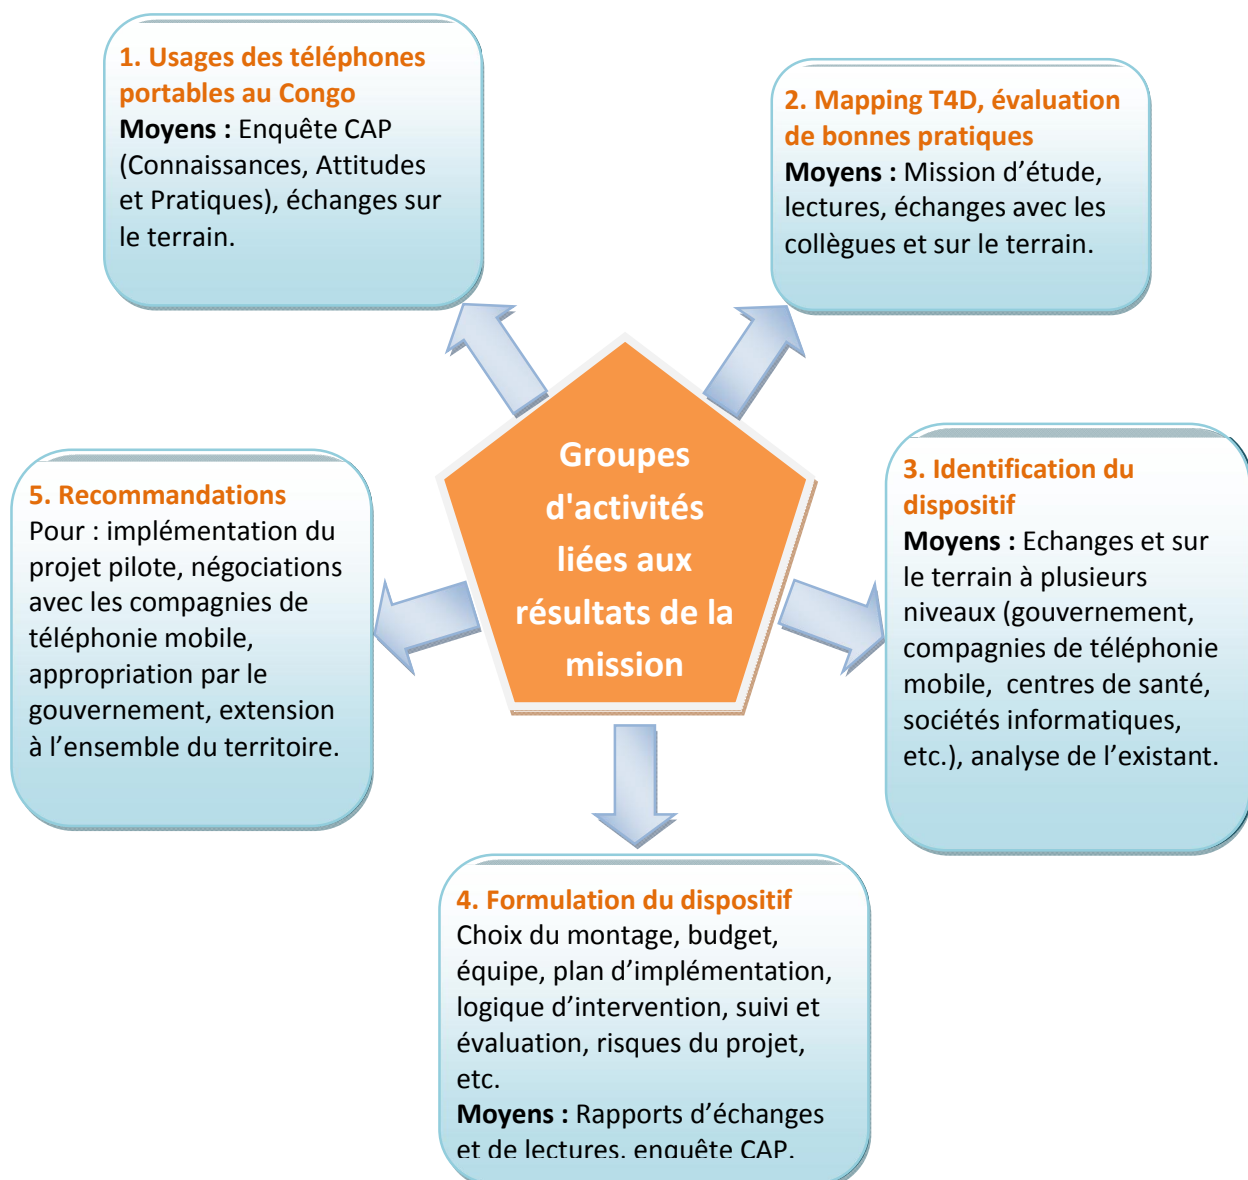 1. Usages des téléphones
portables au Congo
Moyens : Enquête CAP
(Connaissances, Attitudes
et Pratiques), échanges sur
le terrain.
2. Mapping T4D, évaluation
de bonnes pratiques
Moyens : Mission d’étude,
lectures, échanges avec les
collègues et sur le terrain.
Groupes
d'activités
liées aux
résultats de la
mission
3. Identification du
dispositif
Moyens : Echanges et sur
le terrain à plusieurs
niveaux (gouvernement,
compagnies de téléphonie
mobile, centres de santé,
sociétés informatiques,
etc.), analyse de l’existant.
4. Formulation du dispositif
Choix du montage, budget,
équipe, plan d’implémentation,
logique d’intervention, suivi et
évaluation, risques du projet,
etc.
Moyens : Rapports d’échanges
et de lectures, enquête CAP.
5. Recommandations
Pour : implémentation du
projet pilote, négociations
avec les compagnies de
téléphonie mobile,
appropriation par le
gouvernement, extension
à l’ensemble du territoire.